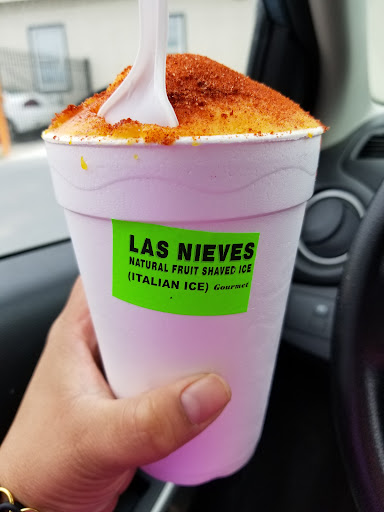 LAS NIEVES
NATURAL FRUIT SHAVED ICE
(ITALIAN ICE) Gourmet